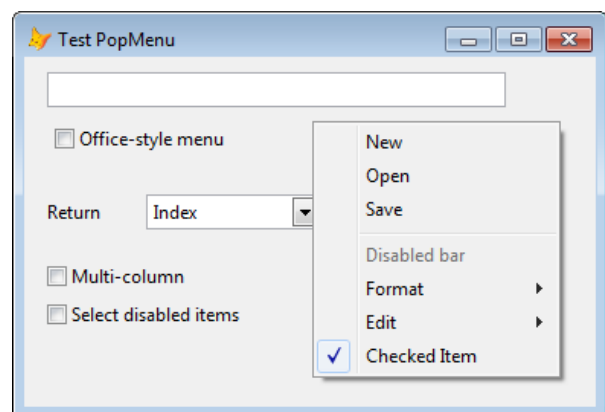 Test PopMenu
Office-style menu
Return Index
Multi-column
Select disabled items
New
Open
Save
Disabled bar
Format
Edit
Checked Item